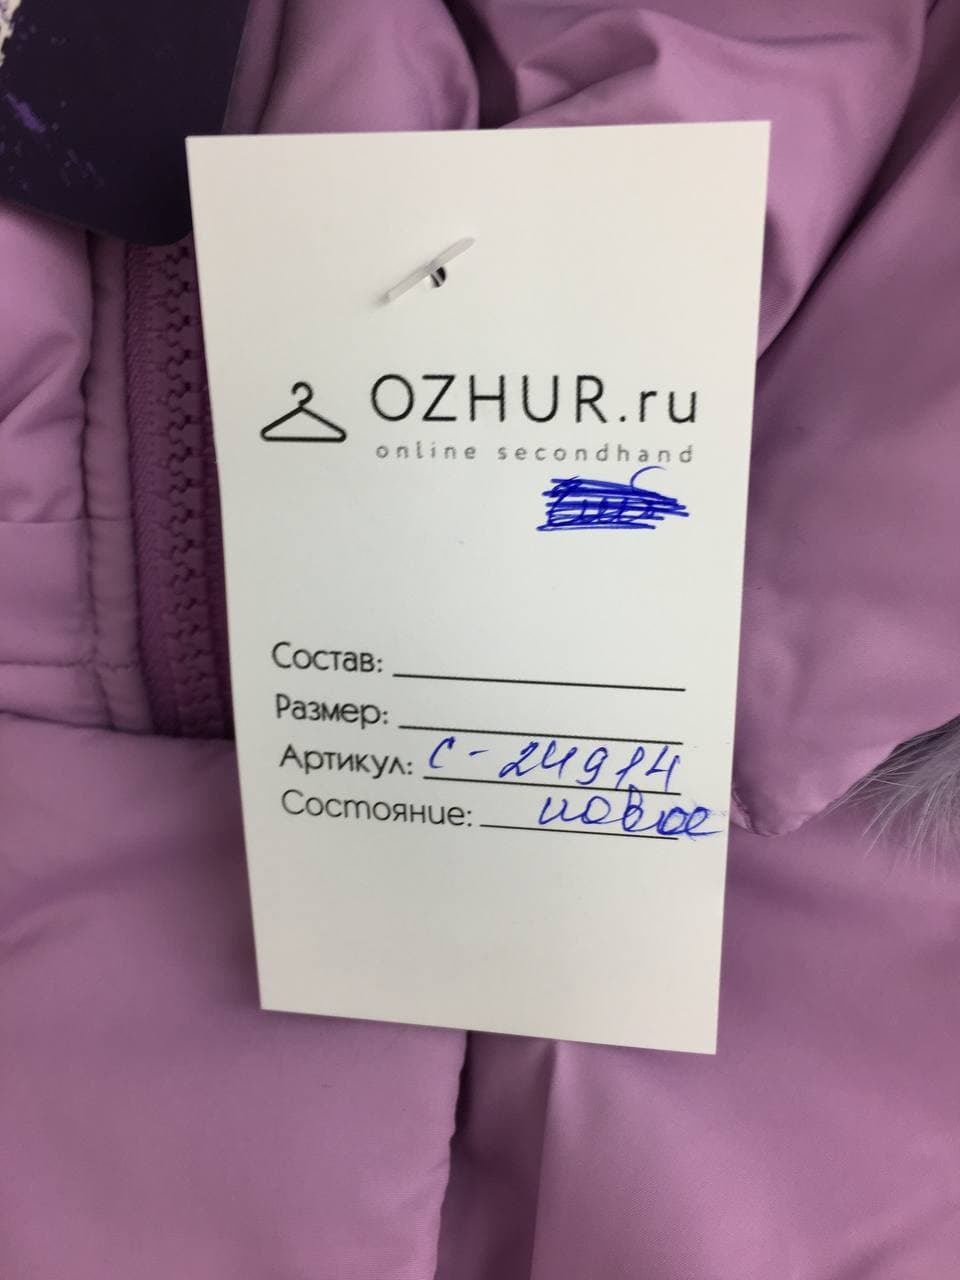 OZHUR.ru
online secondhand
Состав:
Размер:
Артикул: С-24914
Состояние: новое